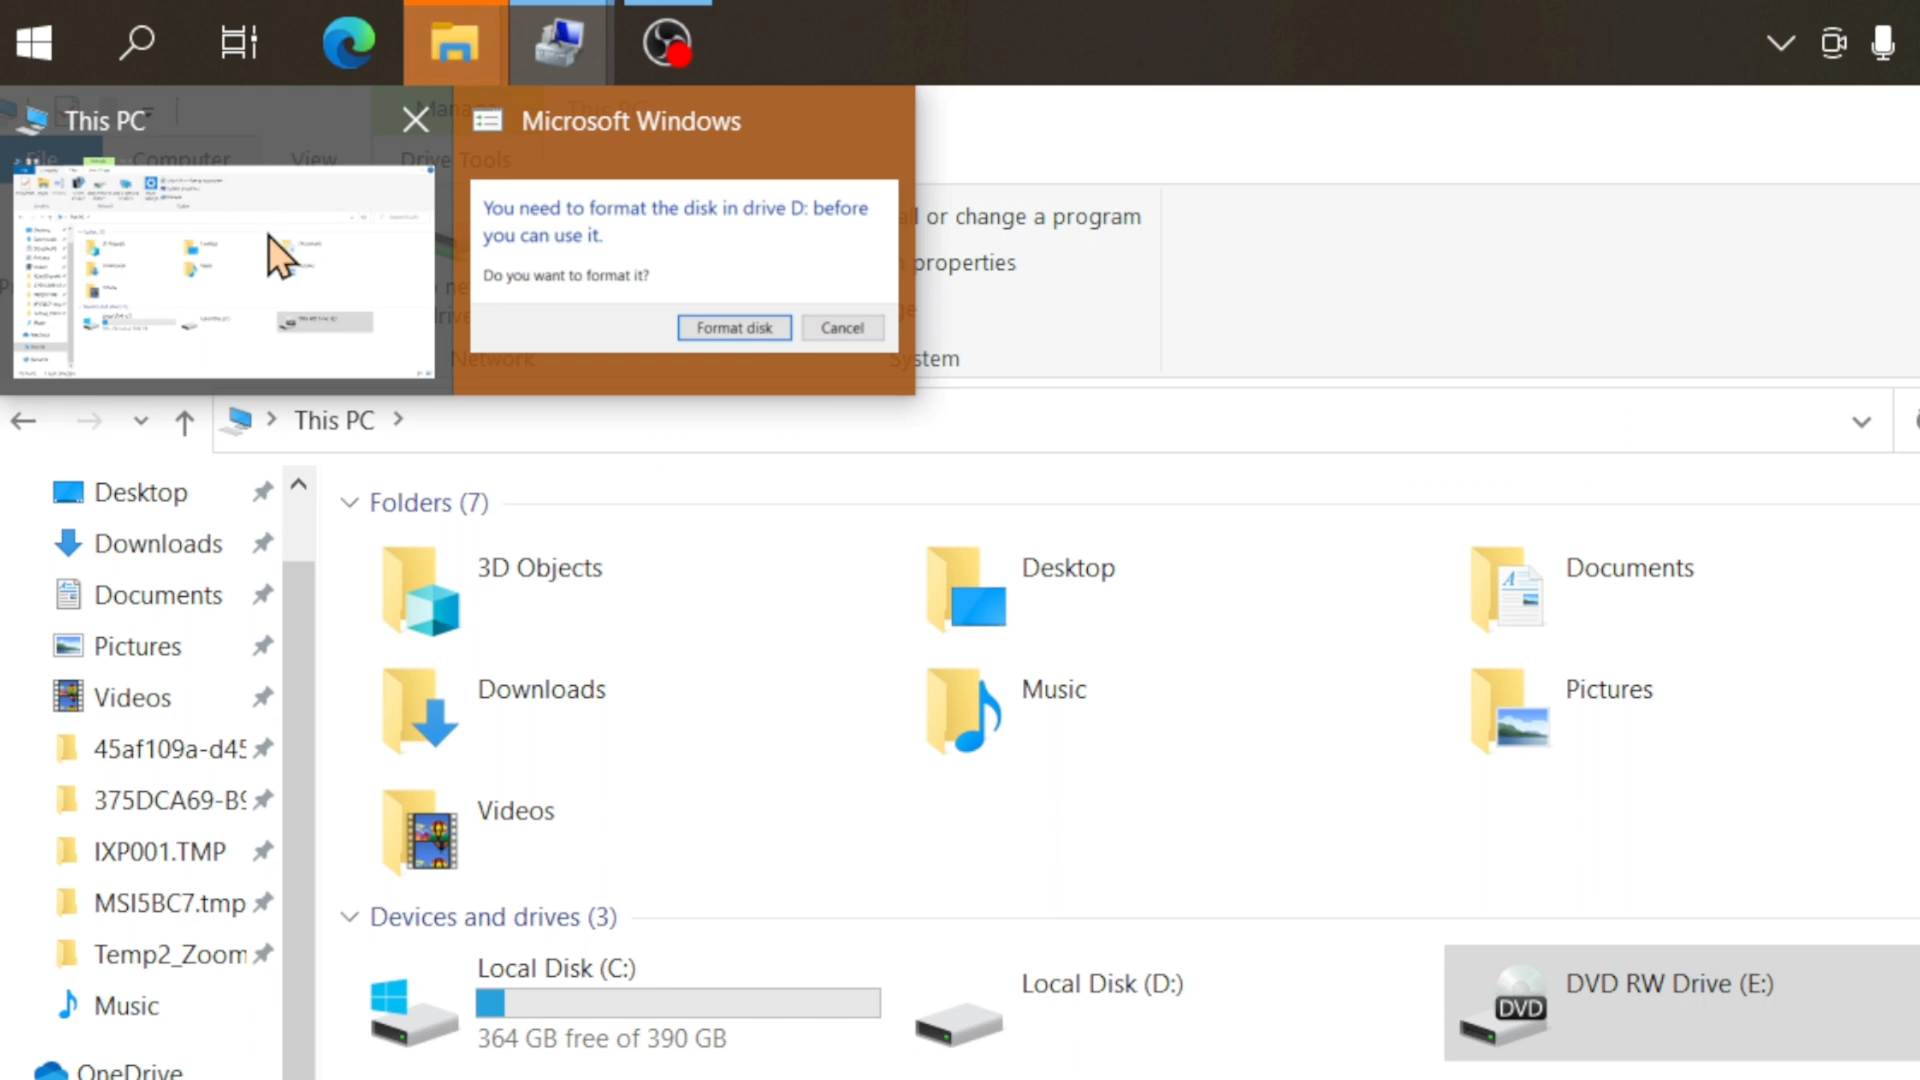 This PC
Microsoft Windows
File
Computer
View
Drive Tools
You need to format the disk in drive D: before
you can use it.
Do you want to format it?
Format disk
Cancel
or change a program
properties
Network
System
This PC
Desktop
Downloads
Documents
Pictures
Videos
45af109a-d45
375DCA69-B9
IXP001.TMP
MSI5BC7.tmp
Temp2_Zoom
Music
OneDrive
Folders (7)
3D Objects
Desktop
Documents
Downloads
Music
Pictures
Videos
Devices and drives (3)
Local Disk (C:)
364 GB free of 390 GB
Local Disk (D:)
DVD RW Drive (E:)
DVD